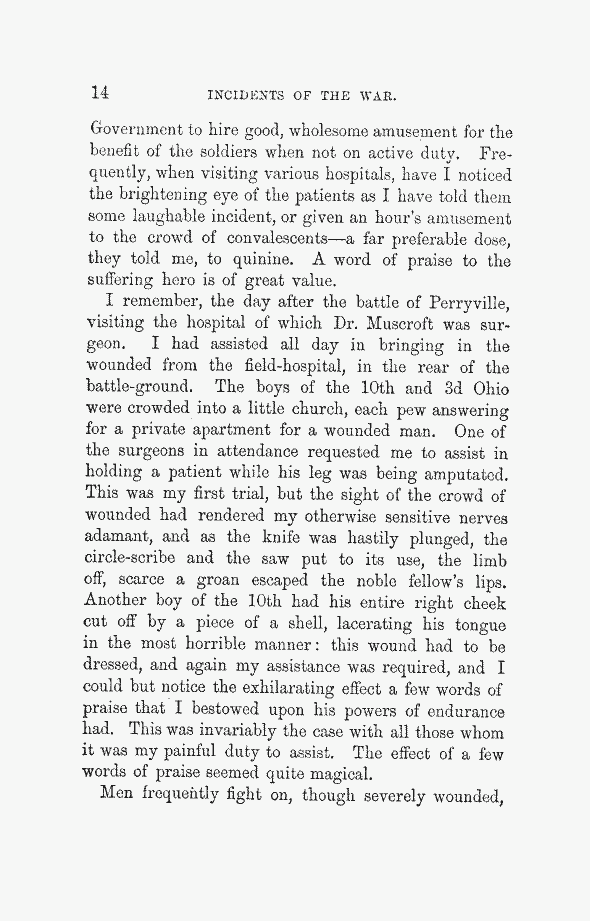 14 INCIDENTS OF THE WAR.
Government to hire good, wholesome amusement for the
benefit of the soldiers when not on active duty. Fre-
quently, when visiting various hospitals, have I noticed
the brightening eye of the patients as I have told them
some laughable incident, or given an hour's amusement
to the crowd of convalescents—a far preferable dose,
they told me, to quinine. A word of praise to the
suffering hero is of great value.
I remember, the day after the battle of Perryville,
visiting the hospital of which Dr. Muscroft was sur-
geon. I had assisted all day in bringing in the
wounded from the field-hospital, in the rear of the
battle-ground. The boys of the 10th and 3d Ohio
were crowded into a little church, each pew answering
for a private apartment for a wounded man. One of
the surgeons in attendance requested me to assist in
holding a patient while his leg was being amputated.
This was my first trial, but the sight of the crowd of
wounded had rendered my otherwise sensitive nerves
adamant, and as the knife was hastily plunged, the
circle-scribe and the saw put to its use, the limb
off, scarce a groan escaped the noble fellow's lips.
Another boy of the 10th had his entire right cheek
cut off by a piece of a shell, lacerating his tongue
in the most horrible manner: this wound had to be
dressed, and again my assistance was required, and I
could but notice the exhilarating effect a few words of
praise that I bestowed upon his powers of endurance
had. This was invariably the case with all those whom
it was my painful duty to assist. The effect of a few
words of praise seemed quite magical.
Men frequently fight on, though severely wounded,